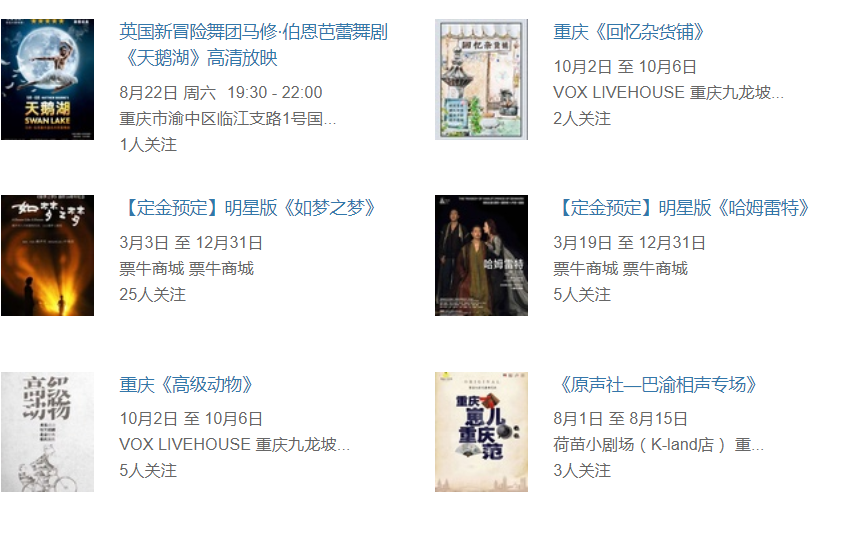 英国新冒险舞团马修·伯恩芭蕾舞剧
《天鹅湖》高清放映
8月22日 周六 19:30 - 22:00
重庆市渝中区临江支路1号国...
1人关注
天鹅湖
SWAN LAKE
重庆《回忆杂货铺》
10月2日 至 10月6日
VOX LIVEHOUSE 重庆九龙坡...
2人关注
回忆杂货铺
【定金预定】明星版《如梦之梦》
3月3日 至 12月31日
票牛商城 票牛商城
25人关注
如梦之梦
【定金预定】明星版《哈姆雷特》
3月19日 至 12月31日
票牛商城 票牛商城
5人关注
哈姆雷特
重庆《高级动物》
10月2日 至 10月6日
VOX LIVEHOUSE 重庆九龙坡...
5人关注
高级
动物
《原声社—巴渝相声专场》
8月1日 至 8月15日
荷苗小剧场（K-land店 ） 重...
3人关注
ORIGINAL
重庆
崽儿
重庆
范